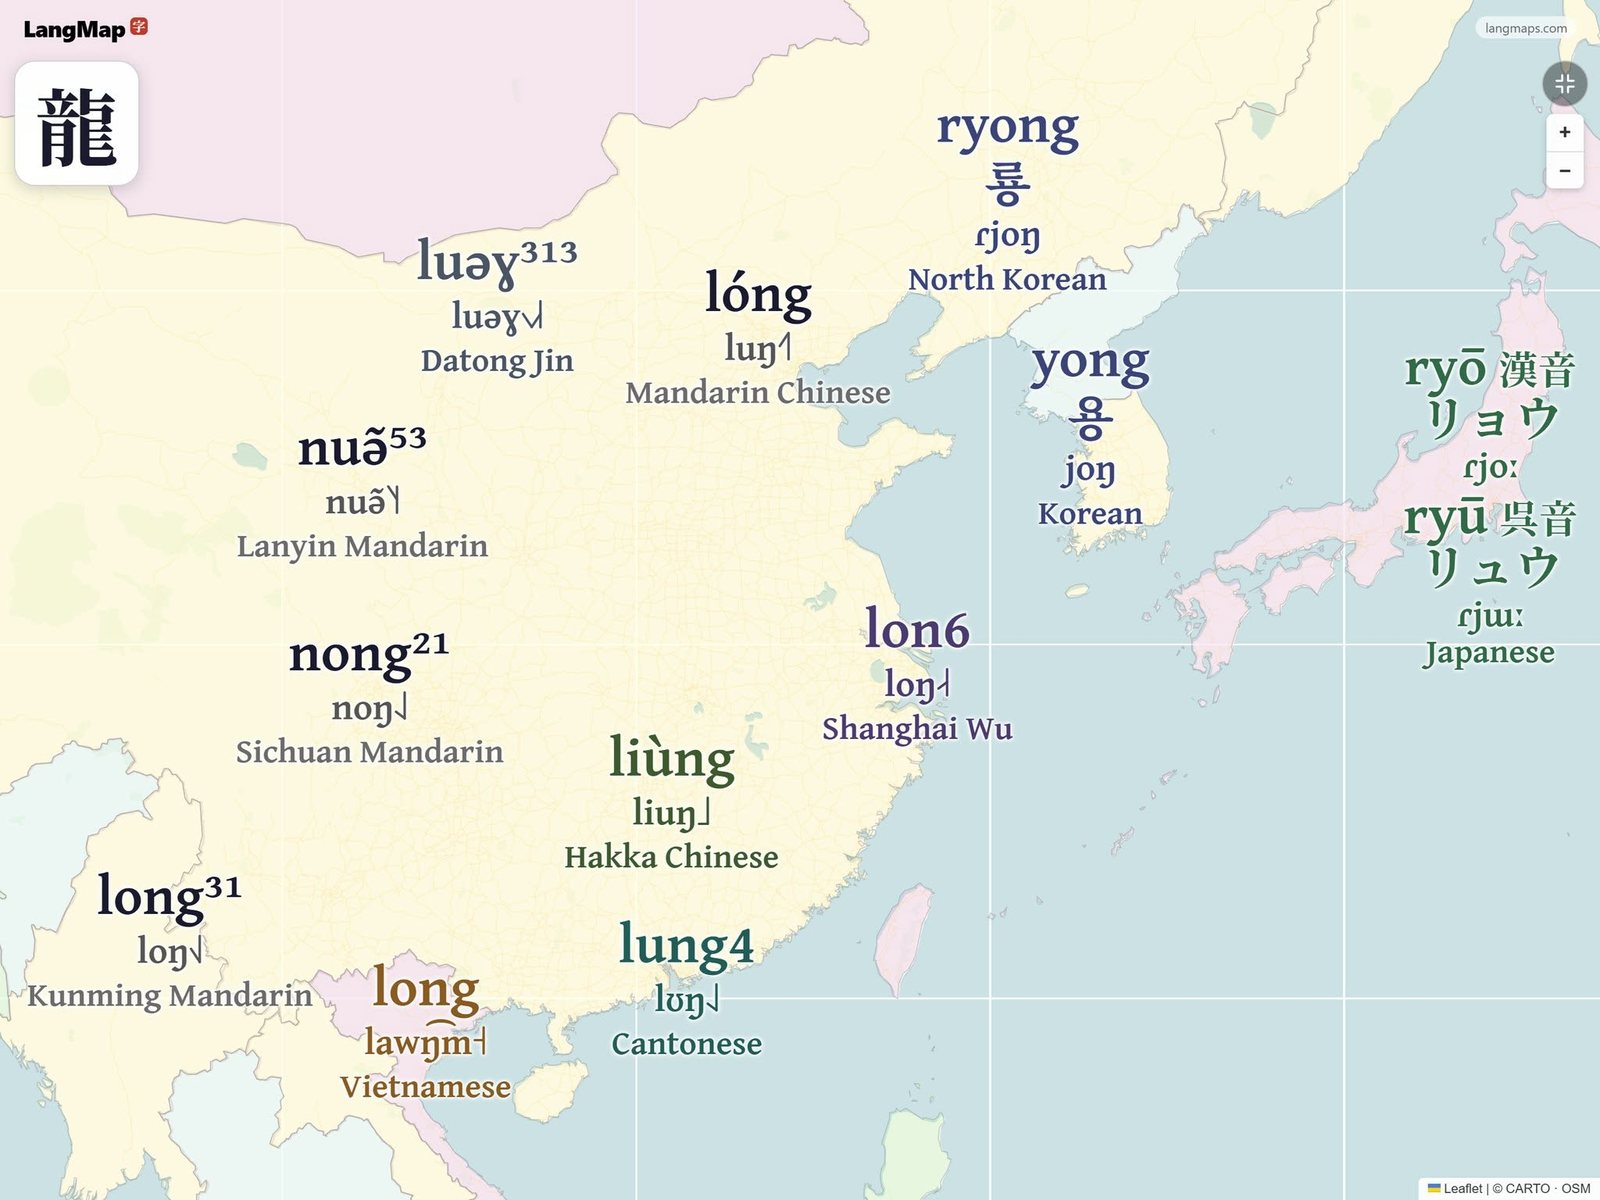 LangMap 字
langmaps.com
龍
+
−
ryong
룡
ɾjoŋ
North Korean
luəɣ³¹³
luəɣ˧˩˧
Datong Jin
lóng
luŋ˧˥
Mandarin Chinese
yong
용
joŋ
Korean
ryō 漢音
リョウ
ɾjoː
ryū 呉音
リュウ
ɾjɯː
Japanese
nuə̃⁵³
nuə̃˥˧
Lanyin Mandarin
lon6
loŋ˨˧
Shanghai Wu
nong²¹
noŋ˨˩
Sichuan Mandarin
liùng
liuŋ˩
Hakka Chinese
long³¹
loŋ˧˩
Kunming Mandarin
lung4
lʊŋ˨˩
Cantonese
long
lawŋ͡m˧
Vietnamese
Leaflet | © CARTO · OSM